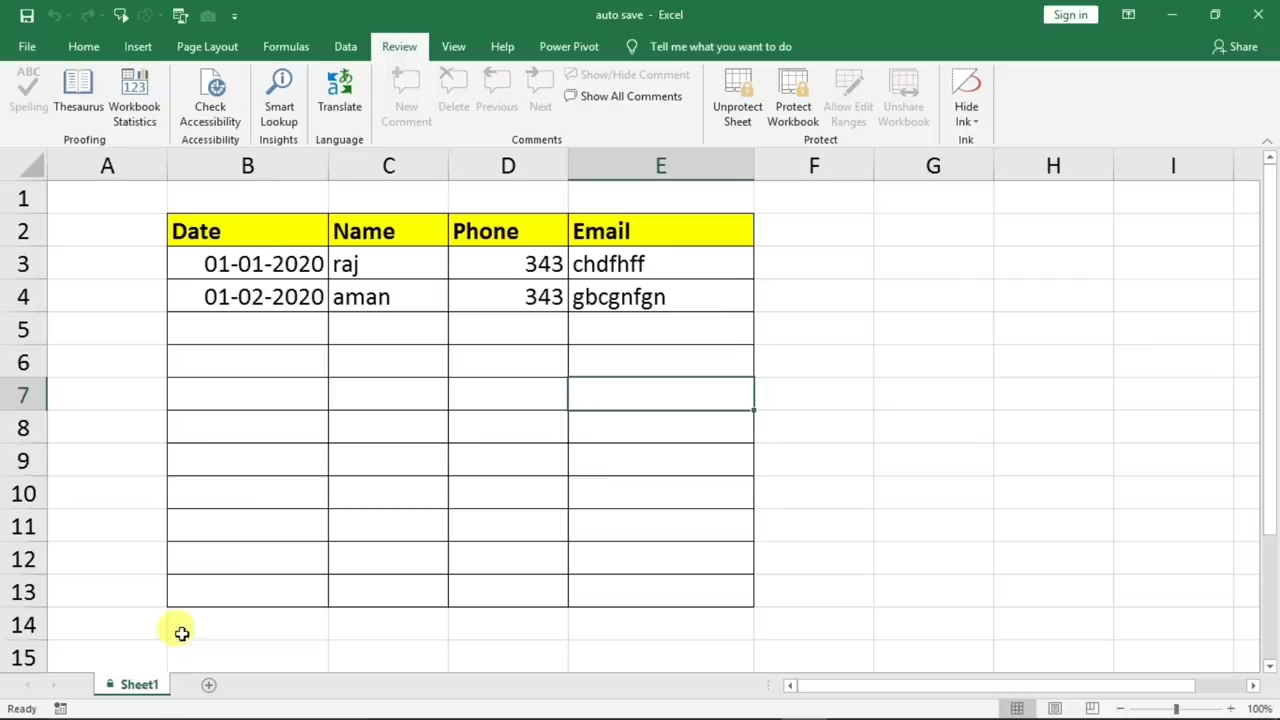 auto save - Excel
Sign in
File Home Insert Page Layout Formulas Data Review View Help Power Pivot Tell me what you want to do Share
ABC
Spelling
Thesaurus
123
Workbook
Statistics
Proofing
Check
Accessibility
Accessibility
Smart
Lookup
Insights
Translate
Language
New
Comment
Delete
Previous
Next
Show/Hide Comment
Show All Comments
Comments
Unprotect
Sheet
Protect
Workbook
Allow Edit
Ranges
Unshare
Workbook
Protect
Hide
Ink
Ink
A B C D E F G H I
1
2 Date Name Phone Email
3 01-01-2020 raj 343 chdfhff
4 01-02-2020 aman 343 gbcgnfgn
5
6
7
8
9
10
11
12
13
14
15
Sheet1
Ready
100%